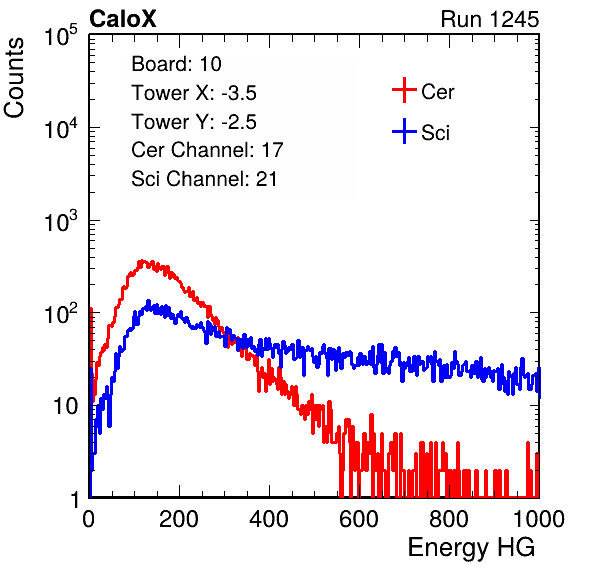 CaloX Run 1245
Counts
10^5
10^4
10^3
10^2
10
1
Board: 10
Tower X: -3.5
Tower Y: -2.5
Cer Channel: 17
Sci Channel: 21
Cer
Sci
0 200 400 600 800 1000
Energy HG